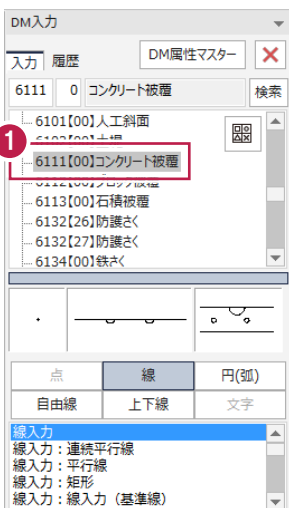 DM入力
入力 履歴 DM属性マスター
6111 0 コンクリート被覆 検索
6101【00】人工斜面
1
6111【00】コンクリート被覆
6113【00】石積被覆
6132【26】防護さく
6132【27】防護さく
6134【00】鉄さく
点 線 円(弧)
自由線 上下線 文字
線入力
線入力：連続平行線
線入力：平行線
線入力：矩形
線入力：線入力（基準線）